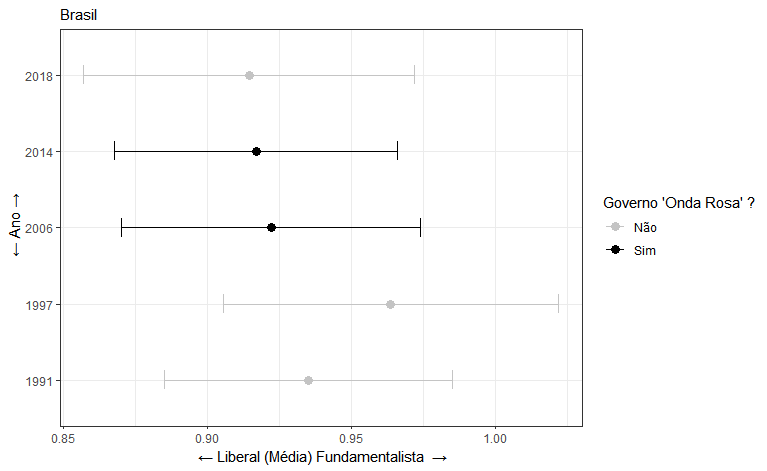 Brasil
2018
2014
2006
1997
1991
← Ano →
0.85 0.90 0.95 1.00
← Liberal (Média) Fundamentalista →
Governo 'Onda Rosa' ?
Não
Sim